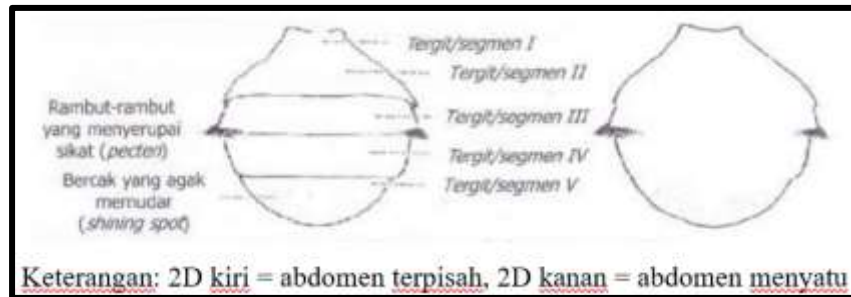 Tergit/segmen I
Tergit/segmen II
Rambut-rambut
yang menyerupai
sikat (pecten)
Tergit/segmen III
Tergit/segmen IV
Bercak yang agak
memudar
(shining spot)
Tergit/segmen V
Keterangan: 2D kiri = abdomen terpisah, 2D kanan = abdomen menyatu